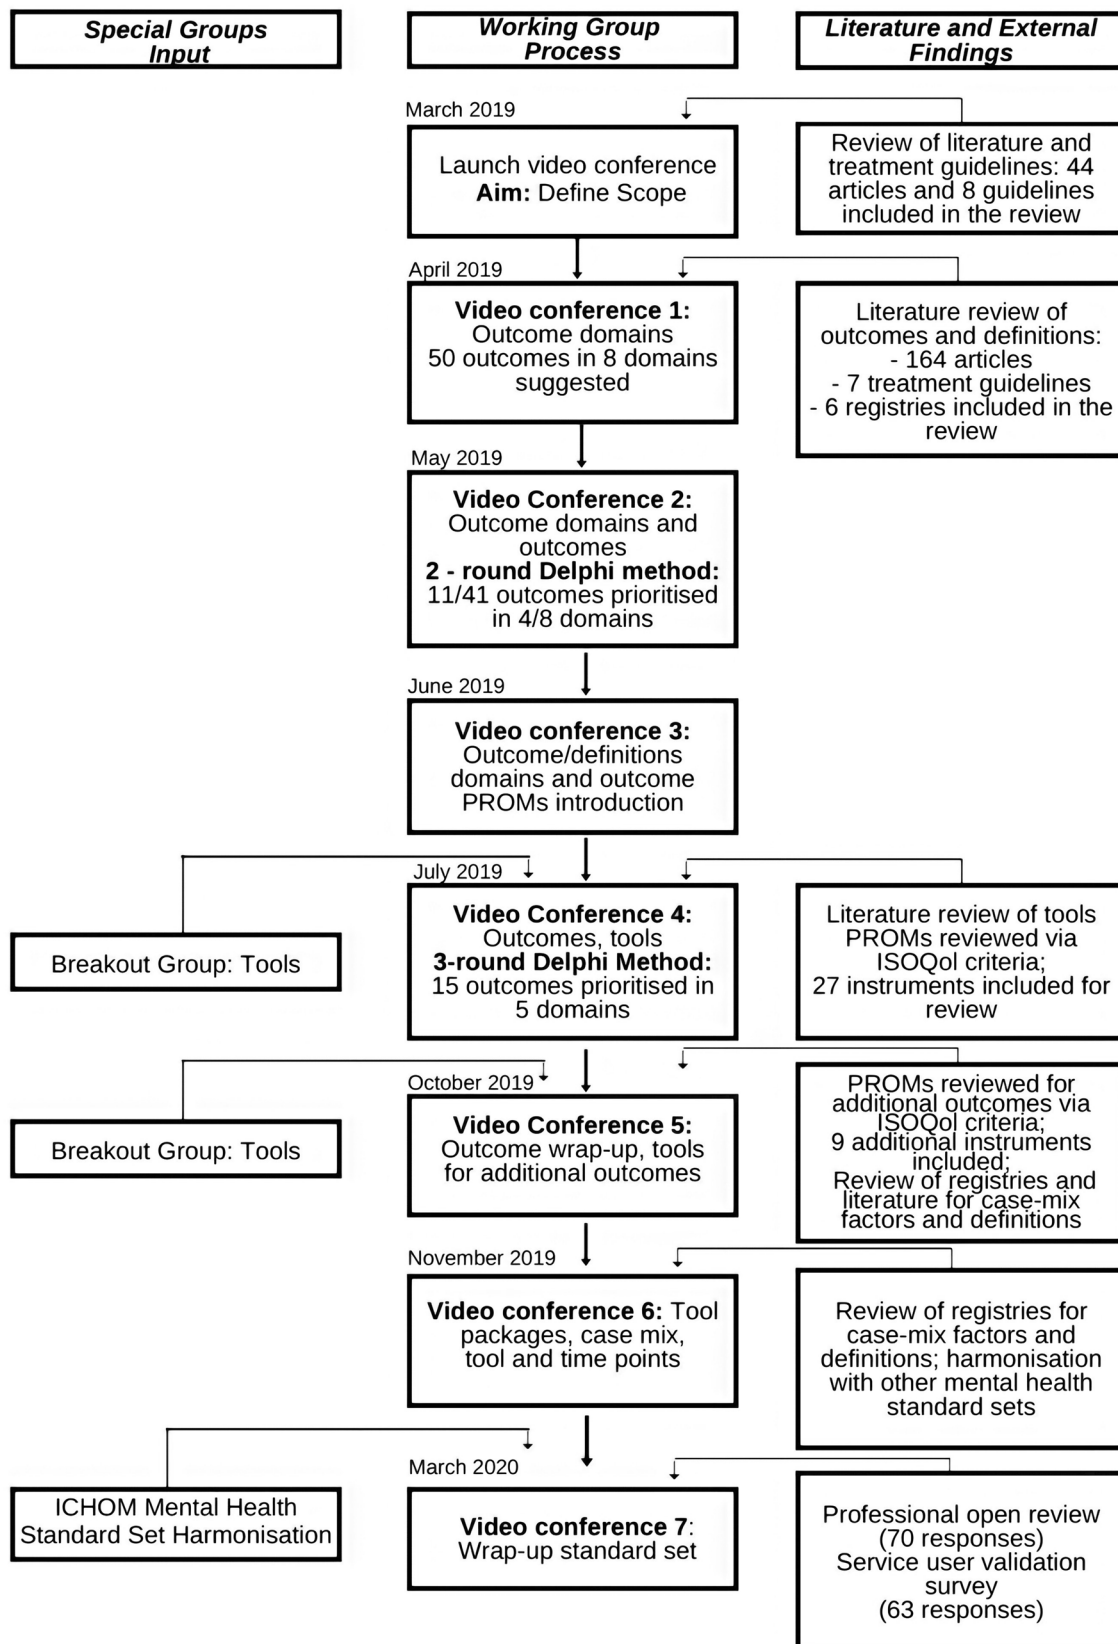 Special Groups
Input
Working Group
Process
Literature and External
Findings
March 2019
Launch video conference
Aim: Define Scope
Review of literature and
treatment guidelines: 44
articles and 8 guidelines
included in the review
April 2019
Video conference 1:
Outcome domains
50 outcomes in 8 domains
suggested
Literature review of
outcomes and definitions:
- 164 articles
- 7 treatment guidelines
- 6 registries included in the
review
May 2019
Video Conference 2:
Outcome domains and
outcomes
2 - round Delphi method:
11/41 outcomes prioritised
in 4/8 domains
June 2019
Video conference 3:
Outcome/definitions
domains and outcome
PROMs introduction
July 2019
Breakout Group: Tools
Video Conference 4:
Outcomes, tools
3-round Delphi Method:
15 outcomes prioritised in
5 domains
Literature review of tools
PROMs reviewed via
ISOQol criteria;
27 instruments included for
review
October 2019
Breakout Group: Tools
Video Conference 5:
Outcome wrap-up, tools
for additional outcomes
PROMs reviewed for
additional outcomes via
ISOQol criteria;
9 additional instruments
included;
Review of registries and
literature for case-mix
factors and definitions
November 2019
Video conference 6: Tool
packages, case mix,
tool and time points
Review of registries for
case-mix factors and
definitions; harmonisation
with other mental health
standard sets
March 2020
ICHOM Mental Health
Standard Set Harmonisation
Video conference 7:
Wrap-up standard set
Professional open review
(70 responses)
Service user validation
survey
(63 responses)